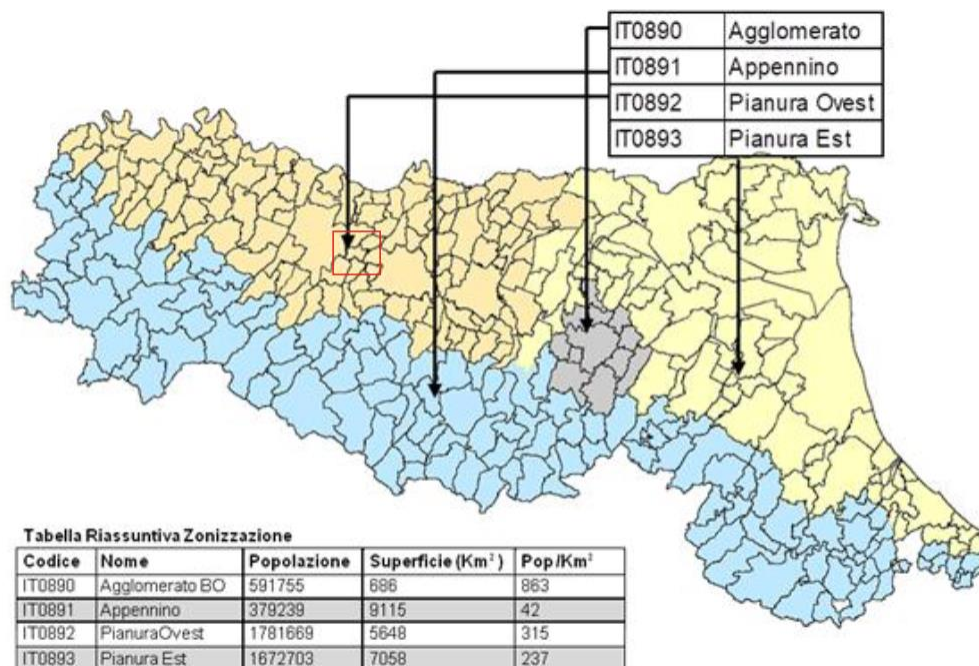 IT0890 Agglomerato
IT0891 Appennino
IT0892 Pianura Ovest
IT0893 Pianura Est
Tabella Riassuntiva Zonizzazione
Codice Nome Popolazione Superficie (Km²) Pop/Km²
IT0890 Agglomerato BO 591755 686 863
IT0891 Appennino 379239 9115 42
IT0892 PianuraOvest 1781669 5648 315
IT0893 Pianura Est 1672703 7058 237